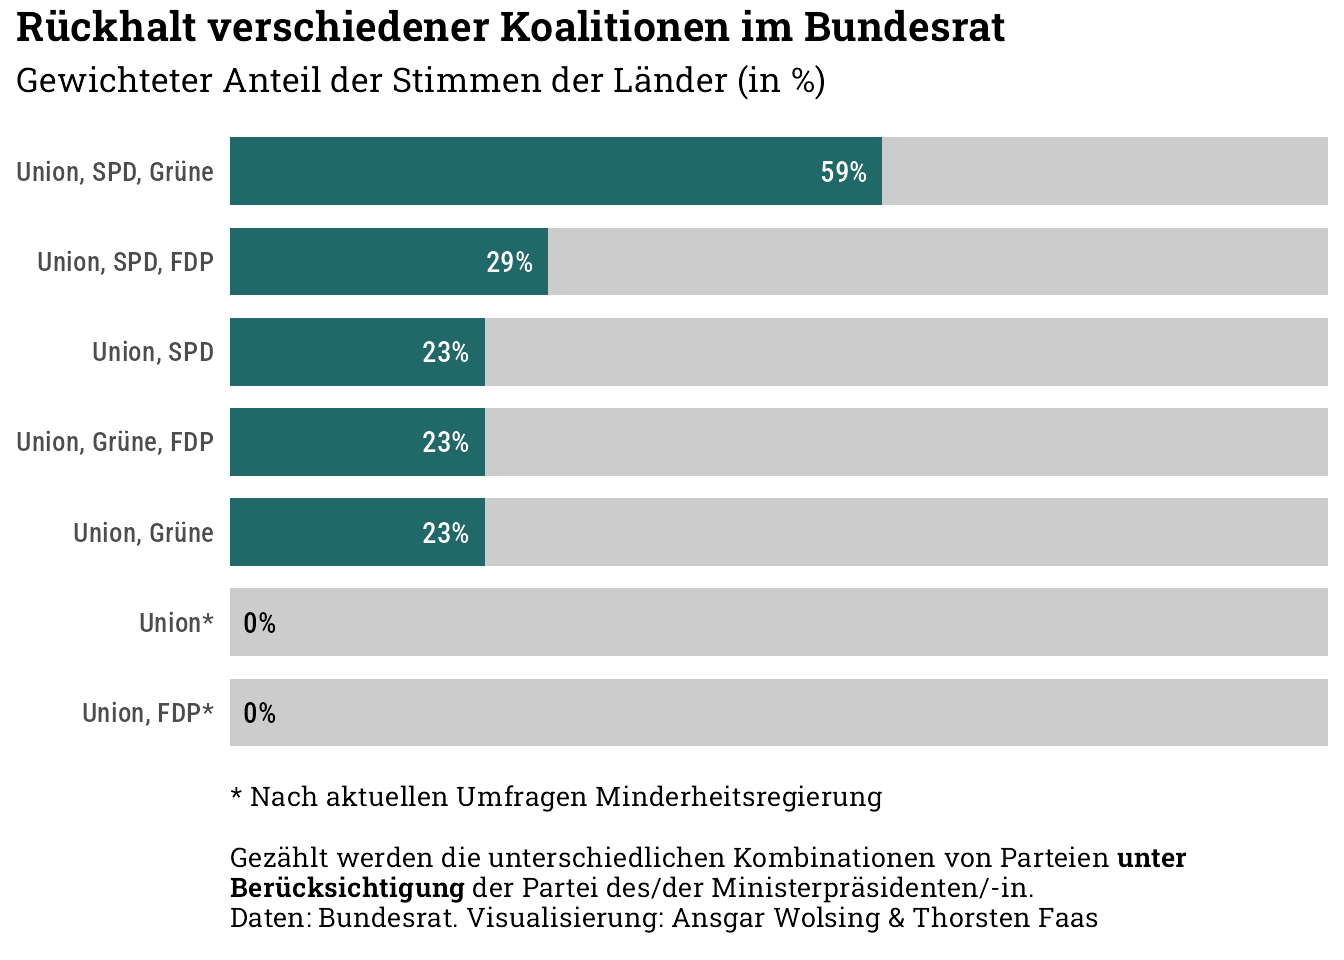 Rückhalt verschiedener Koalitionen im Bundesrat
Gewichteter Anteil der Stimmen der Länder (in %)
Union, SPD, Grüne 59%
Union, SPD, FDP 29%
Union, SPD 23%
Union, Grüne, FDP 23%
Union, Grüne 23%
Union* 0%
Union, FDP* 0%
* Nach aktuellen Umfragen Minderheitsregierung
Gezählt werden die unterschiedlichen Kombinationen von Parteien unter
Berücksichtigung der Partei des/der Ministerpräsidenten/-in.
Daten: Bundesrat. Visualisierung: Ansgar Wolsing & Thorsten Faas